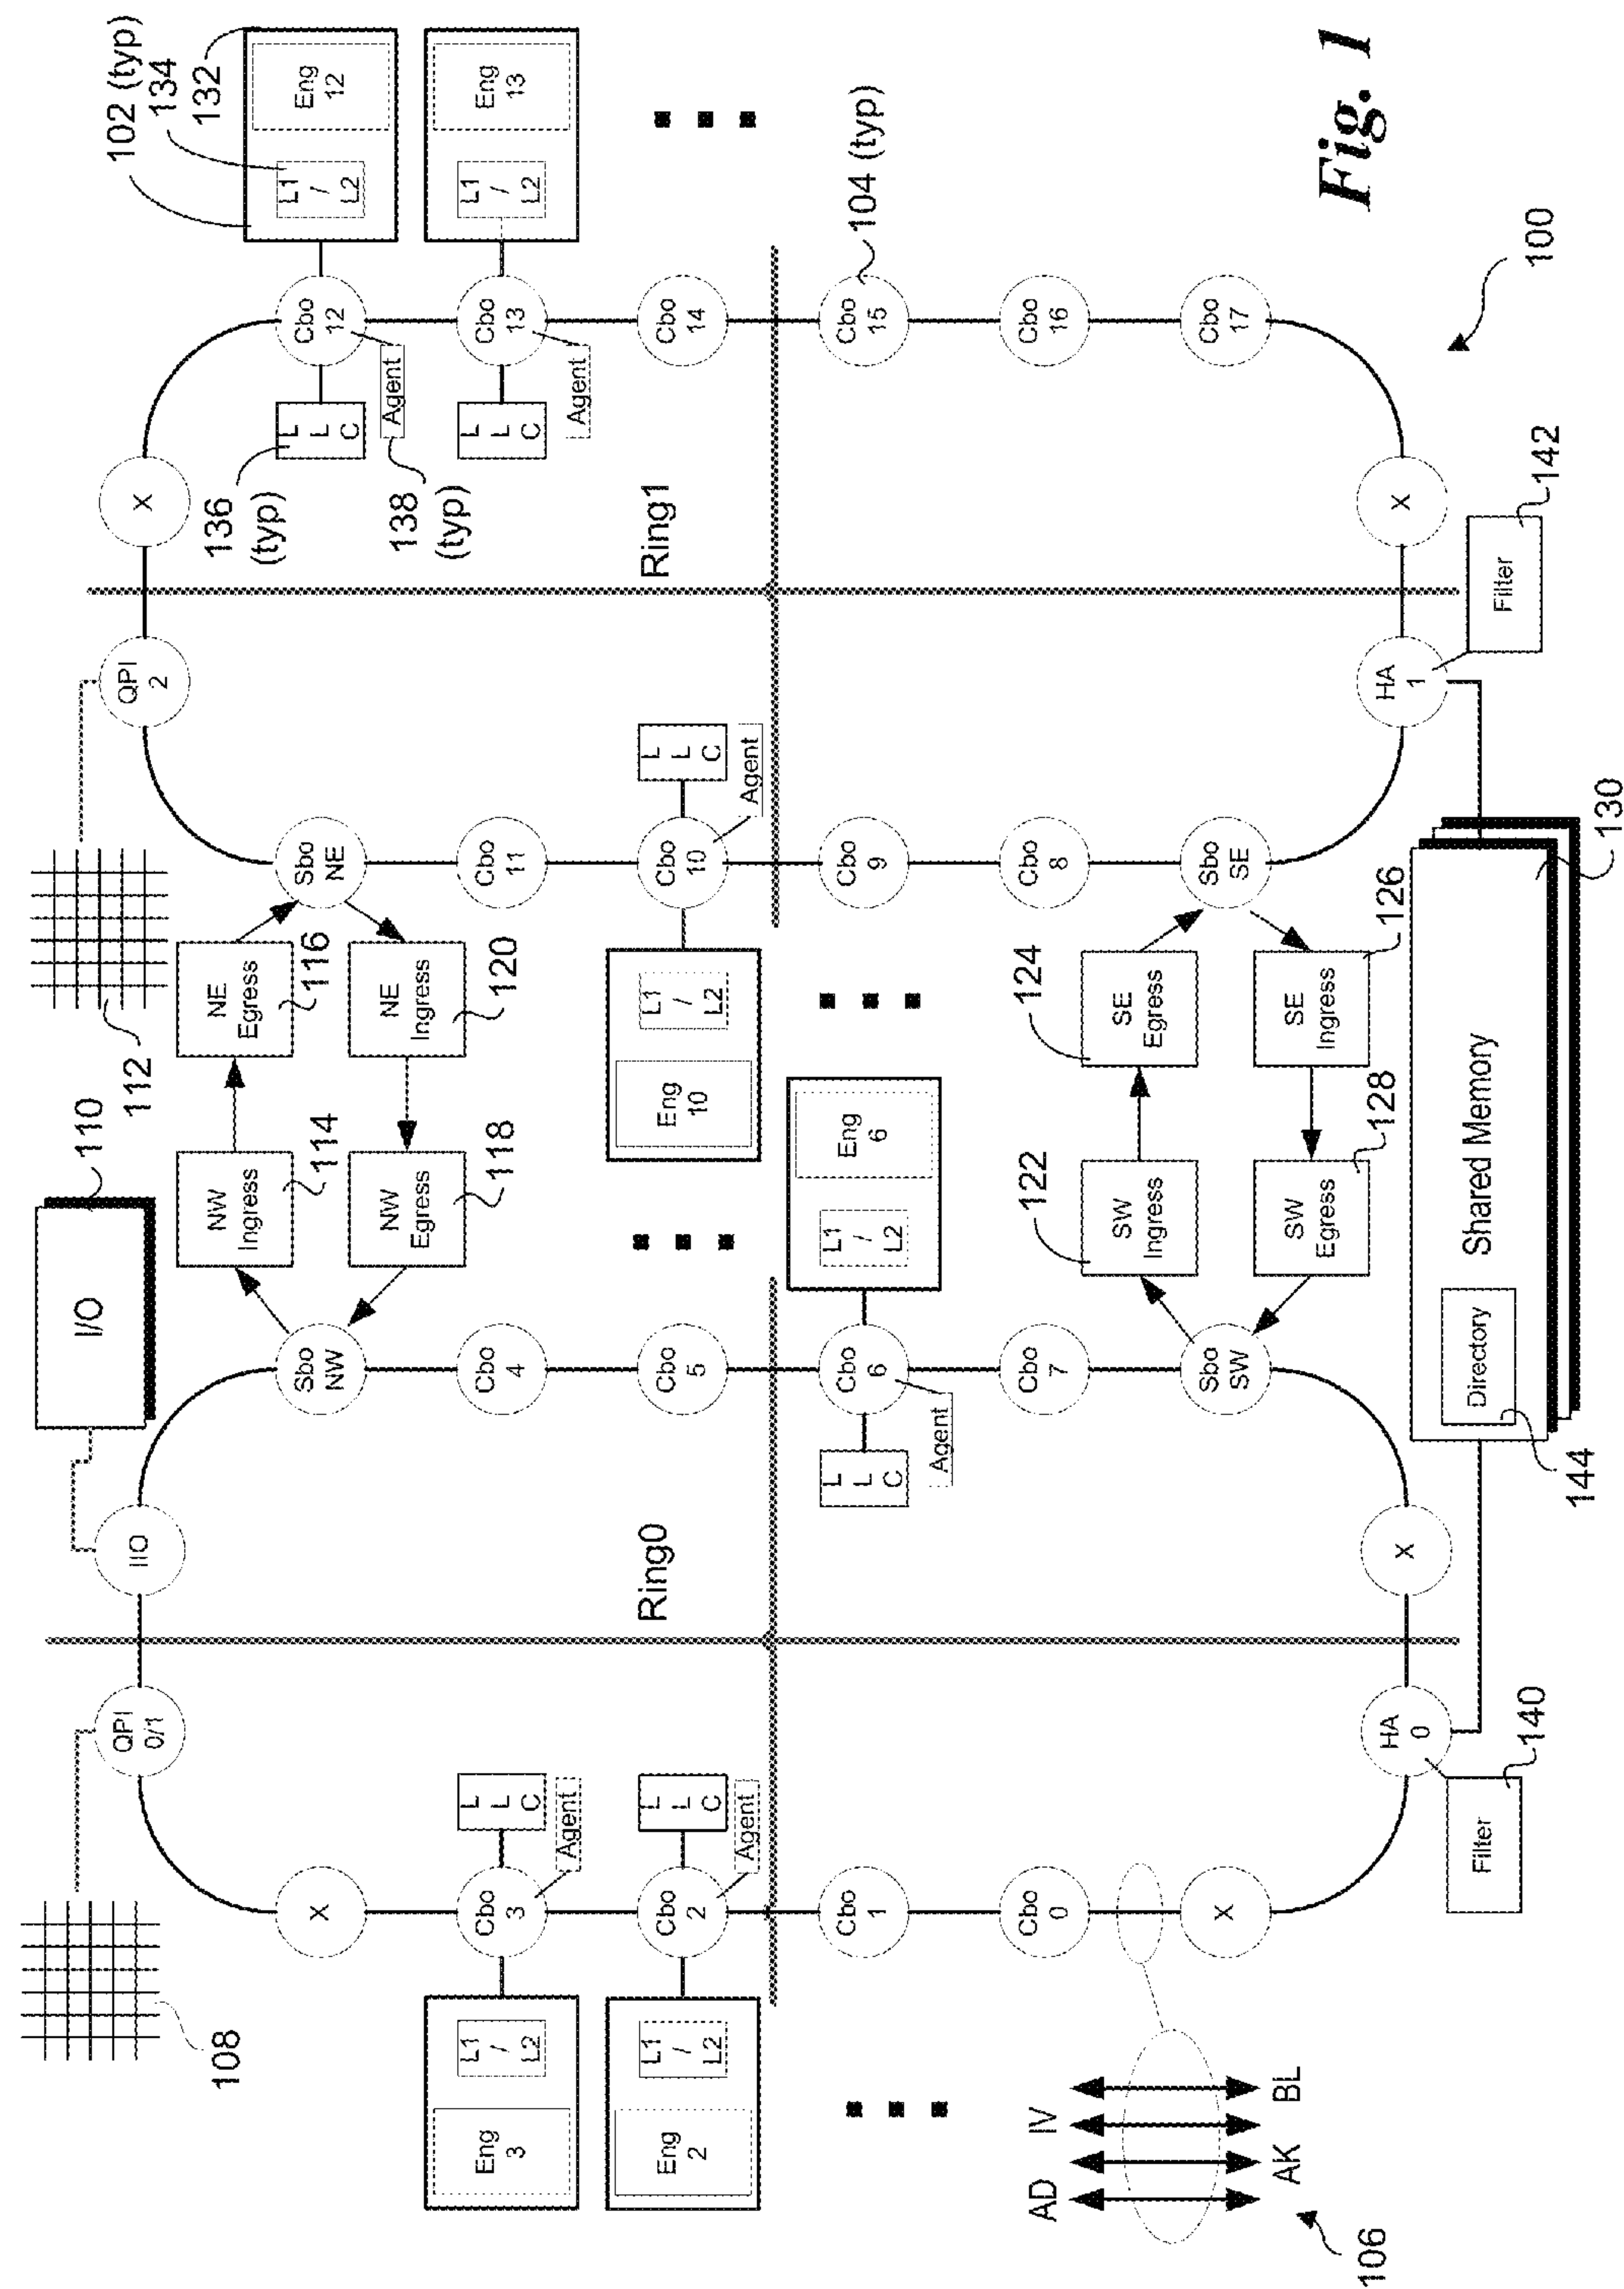 108
QPI
0/1
IIO
I/O
110
112
QPI
2
X
102 (typ)
134
132
X
Sbo
NW
NW
Ingress
114
NE
Egress
116
Sbo
NE
136
(typ)
L
L
C
Cbo
12
L1
/
L2
Eng
12
NW
Egress
118
NE
Ingress
120
Agent
138
(typ)
Eng
3
L1
/
L2
Cbo
3
L
L
C
Agent
Cbo
4
Cbo
11
L
L
C
Agent
Cbo
13
L1
/
L2
Eng
13
Eng
2
L1
/
L2
Cbo
2
L
L
C
Agent
Ring0
Cbo
5
Eng
10
L1
/
L2
Cbo
10
L
L
C
Agent
Ring1
Cbo
14
Cbo
1
L
L
C
Agent
Cbo
6
L1
/
L2
Eng
6
Cbo
9
Cbo
15
104 (typ)
Cbo
0
Cbo
7
122
SW
Ingress
SE
Egress
124
Cbo
8
Cbo
16
AD
IV
AK
BL
106
X
Sbo
SW
SW
Egress
128
SE
Ingress
126
Sbo
SE
Cbo
17
HA
0
X
HA
1
X
Filter
140
Directory
144
Shared Memory
130
Filter
142
100
Fig. 1